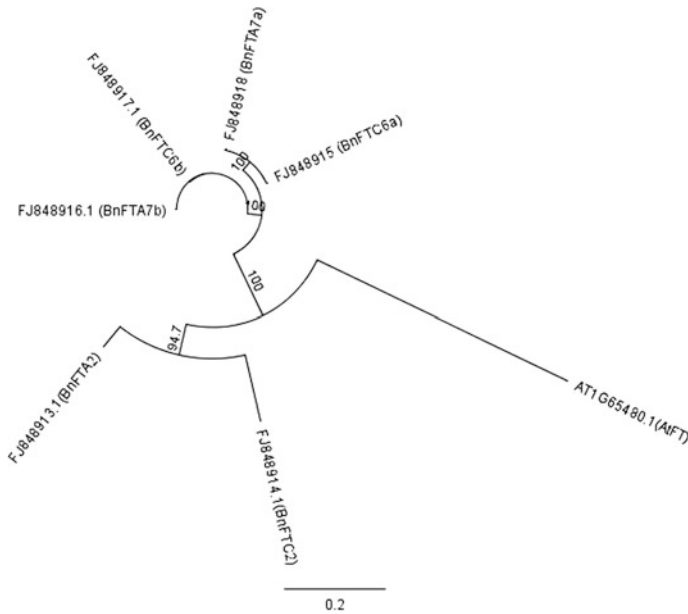 FJ848918 (BnFTA7a)
FJ848917.1 (BnFTC6b)
100
FJ848915 (BnFTC6a)
FJ848916.1 (BnFTA7b)
100
100
94.7
FJ848913.1(BnFTA2)
AT1G65480.1(AtFT)
FJ848914.1(BnFTC2)
0.2